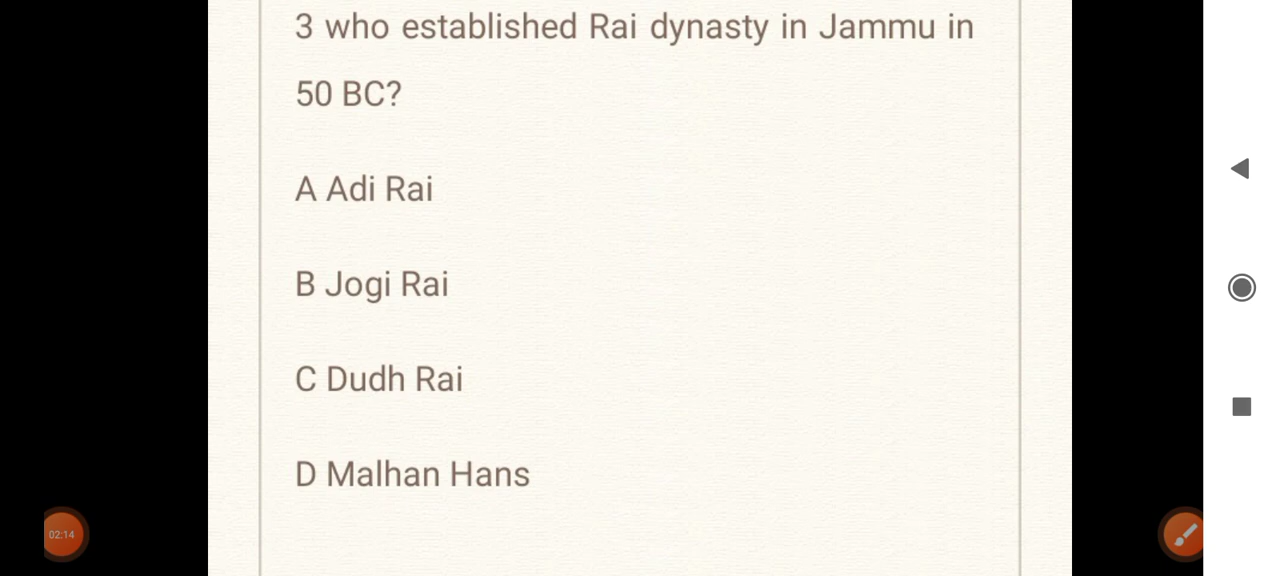 3 who established Rai dynasty in Jammu in
50 BC?
A Adi Rai
B Jogi Rai
C Dudh Rai
D Malhan Hans
02:14